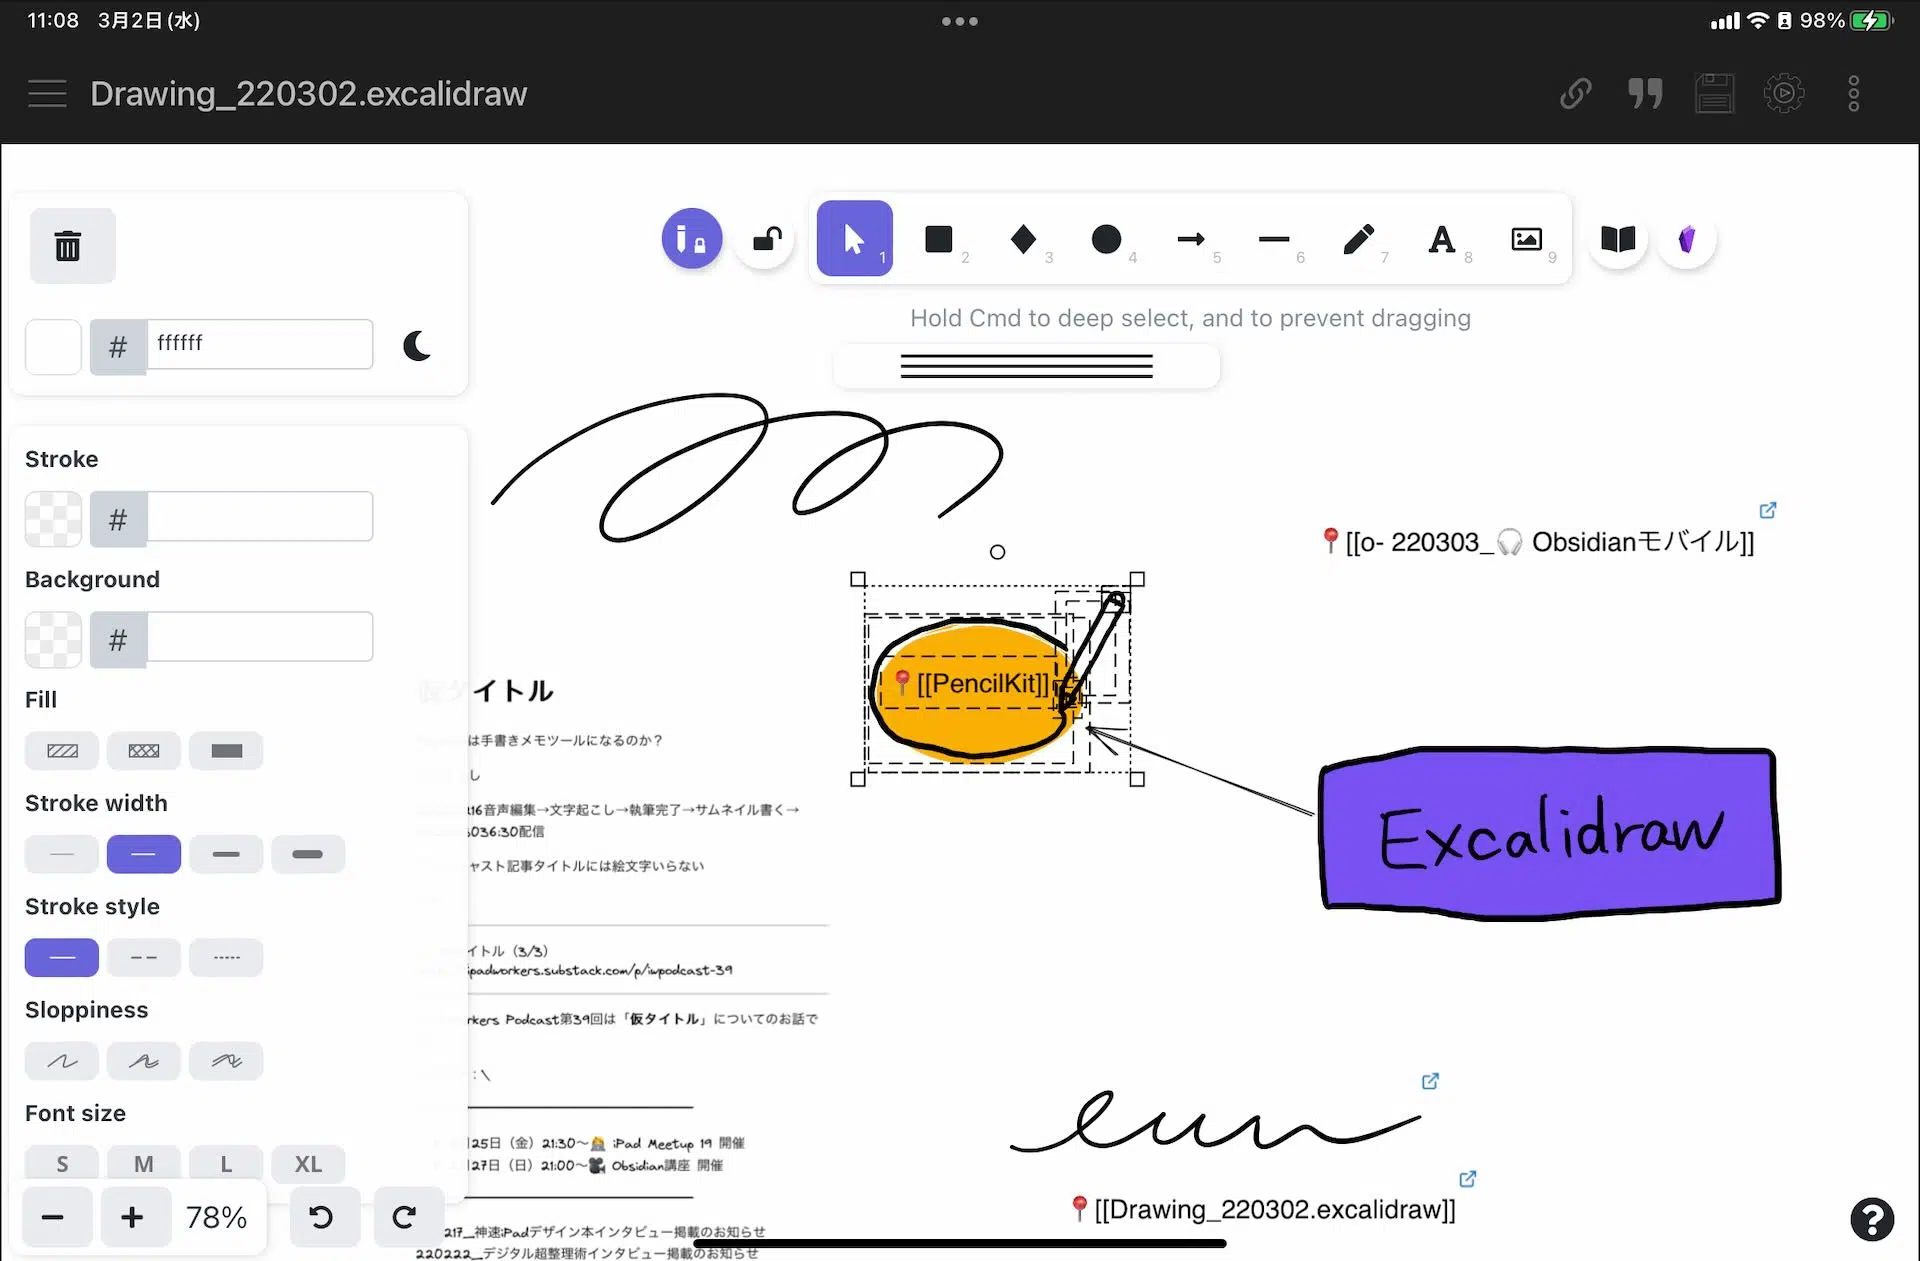 11:08 3月2日(水)
98%
Drawing_220302.excalidraw
1 2 3 4 5 6 7 A 8 9
Hold Cmd to deep select, and to prevent dragging
# ffffff
Stroke
#
Background
#
Fill
Stroke width
Stroke style
Sloppiness
Font size
S M L XL
78%
仮タイトル
は手書きメモツールになるのか？
し
16音声編集→文字起こし→執筆完了→サムネイル書く→
036:30配信
ャスト記事タイトルには絵文字いらない
イトル（3/3）
ipadworkers.substack.com/p/iwpodcast-39
rkers Podcast第39回は「仮タイトル」についてのお話で
:\
25日（金）21:30〜 iPad Meetup 19 開催
27日（日）21:00〜 Obsidian講座 開催
217_神速iPadデザイン本インタビュー掲載のお知らせ
220222_デジタル超整理術インタビュー掲載のお知らせ
[[o- 220303_🎧 Obsidianモバイル]]
📍[[PencilKit]]
Excalidraw
📍[[Drawing_220302.excalidraw]]
?